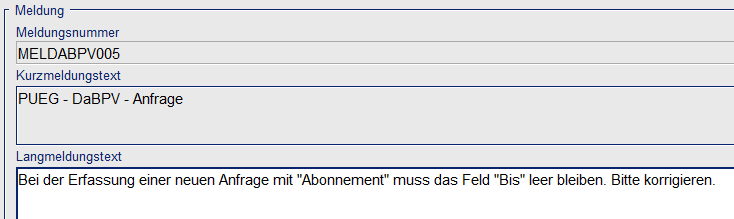 Meldung
Meldungsnummer
MELDABPV005
Kurzmeldungstext
PUEG - DaBPV - Anfrage
Langmeldungstext
Bei der Erfassung einer neuen Anfrage mit "Abonnement" muss das Feld "Bis" leer bleiben. Bitte korrigieren.